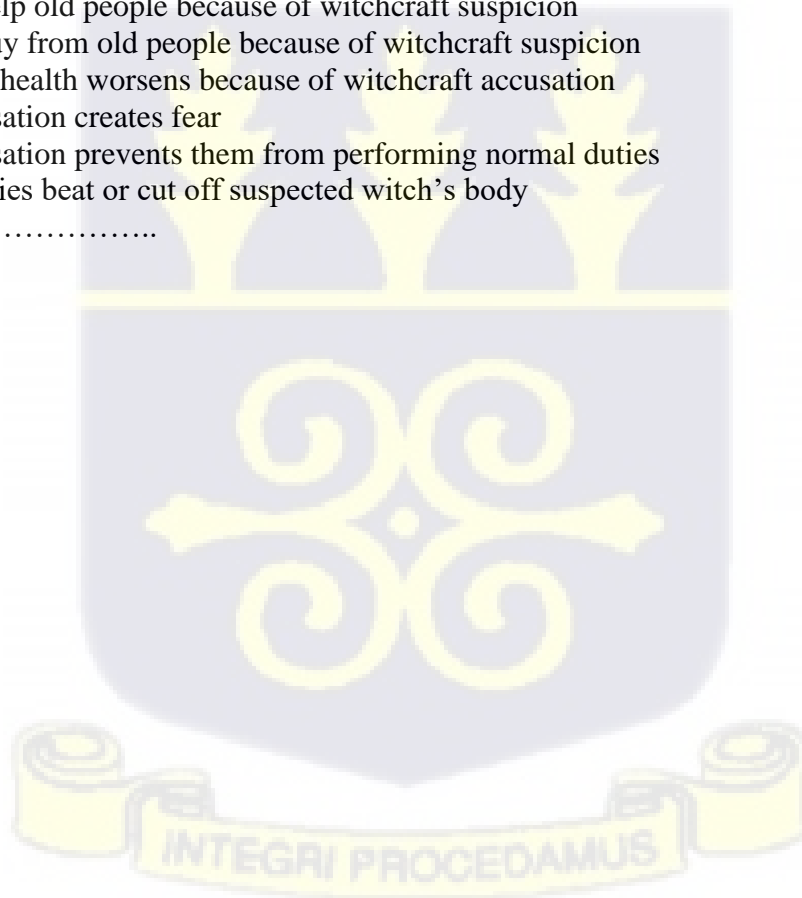 elp old people because of witchcraft suspicion
uy from old people because of witchcraft suspicion
health worsens because of witchcraft accusation
sation creates fear
sation prevents them from performing normal duties
ies beat or cut off suspected witch’s body
……………..
INTEGRI PROCEDAMUS